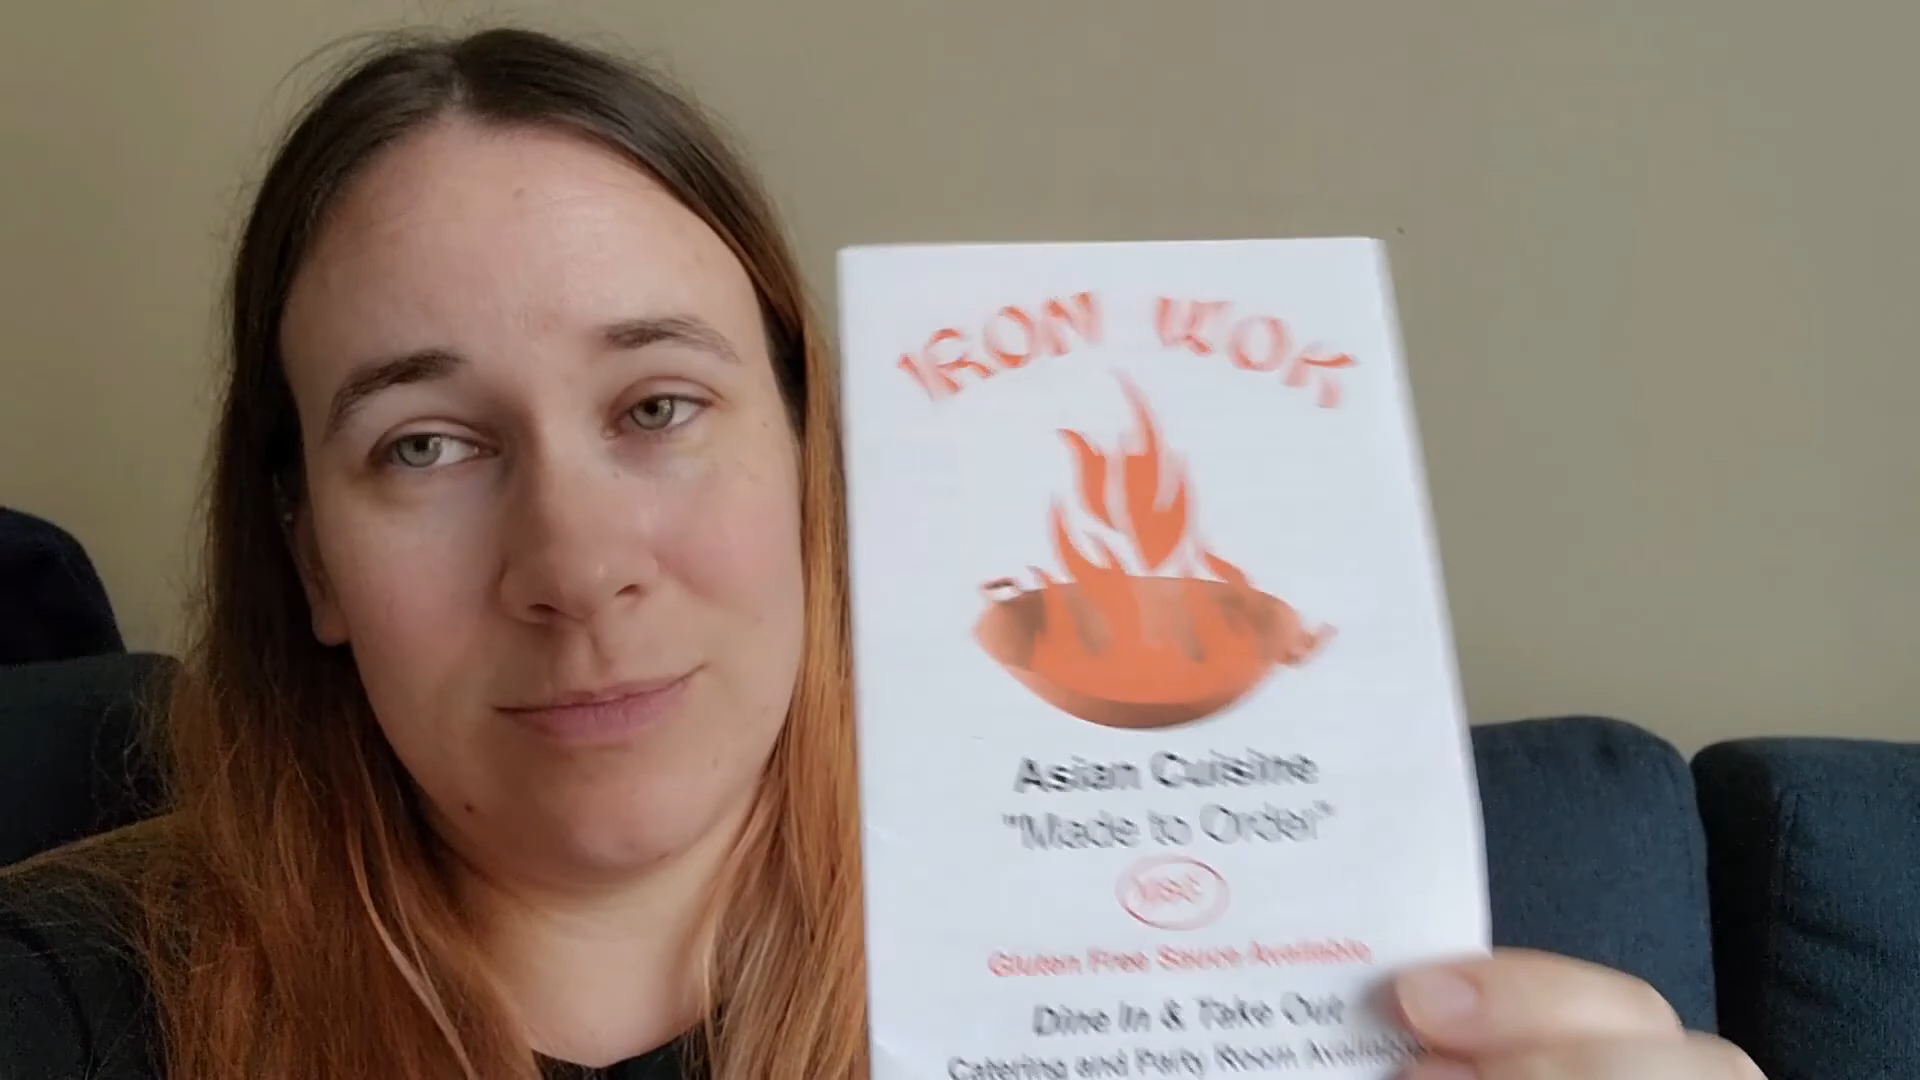 IRON WOK
Asian Cuisine
"Made to Order"
Gluten Free Sauce Available
Dine In & Take Out
Catering and Party Room Available